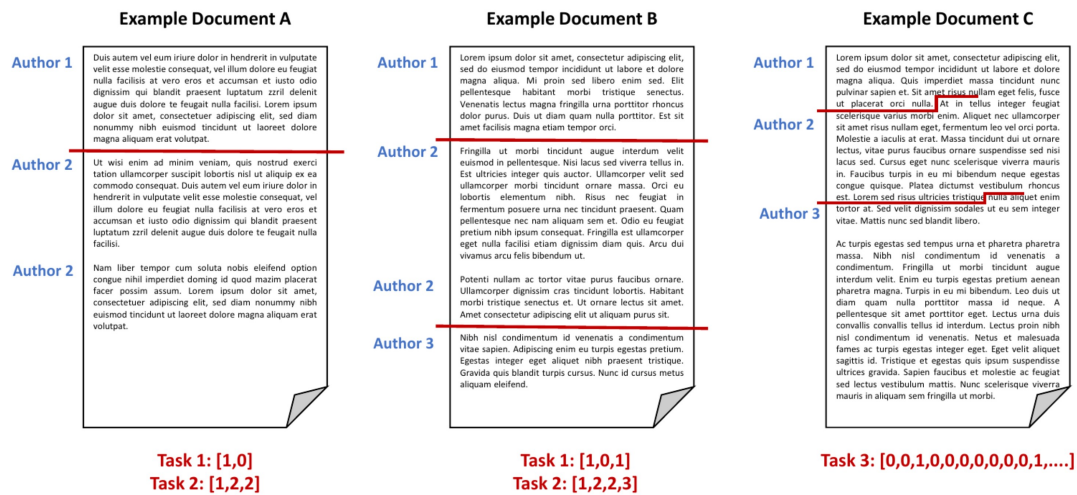 Example Document A
Author 1
Duis autem vel eum iriure dolor in hendrerit in vulputate
velit esse molestie consequat, vel illum dolore eu feugiat
nulla facilisis at vero eros et accumsan et iusto odio
dignissim qui blandit praesent luptatum zzril delenit
augue duis dolore te feugait nulla facilisi. Lorem ipsum
dolor sit amet, consectetuer adipiscing elit, sed diam
nonummy nibh euismod tincidunt ut laoreet dolore
magna aliquam erat volutpat.
Author 2
Ut wisi enim ad minim veniam, quis nostrud exerci
tation ullamcorper suscipit lobortis nisl ut aliquip ex ea
commodo consequat. Duis autem vel eum iriure dolor in
hendrerit in vulputate velit esse molestie consequat, vel
illum dolore eu feugiat nulla facilisis at vero eros et
accumsan et iusto odio dignissim qui blandit praesent
luptatum zzril delenit augue duis dolore te feugait nulla
facilisi.
Author 2
Nam liber tempor cum soluta nobis eleifend option
congue nihil imperdiet doming id quod mazim placerat
facer possim assum. Lorem ipsum dolor sit amet,
consectetuer adipiscing elit, sed diam nonummy nibh
euismod tincidunt ut laoreet dolore magna aliquam erat
volutpat.
Task 1: [1,0]
Task 2: [1,2,2]
Example Document B
Author 1
Lorem ipsum dolor sit amet, consectetur adipiscing elit,
sed do eiusmod tempor incididunt ut labore et dolore
magna aliqua. Mi proin sed libero enim sed. Elit
pellentesque habitant morbi tristique senectus.
Venenatis lectus magna fringilla urna porttitor rhoncus
dolor purus. Duis ut diam quam nulla porttitor. Est sit
amet facilisis magna etiam tempor orci.
Author 2
Fringilla ut morbi tincidunt augue interdum velit
euismod in pellentesque. Nisi lacus sed viverra tellus in.
Est ultricies integer quis auctor. Ullamcorper velit sed
ullamcorper morbi tincidunt ornare massa. Orci eu
lobortis elementum nibh. Risus nec feugiat in
fermentum posuere urna nec tincidunt praesent. Quam
pellentesque nec nam aliquam sem et. Odio eu feugiat
pretium nibh ipsum consequat. Fringilla est ullamcorper
eget nulla facilisi etiam dignissim diam quis. Arcu dui
vivamus arcu felis bibendum ut.
Author 2
Potenti nullam ac tortor vitae purus faucibus ornare.
Ullamcorper dignissim cras tincidunt lobortis. Habitant
morbi tristique senectus et. Ut ornare lectus sit amet.
Amet consectetur adipiscing elit ut aliquam purus sit.
Author 3
Nibh nisl condimentum id venenatis a condimentum
vitae sapien. Adipiscing enim eu turpis egestas pretium.
Egestas integer eget aliquet nibh praesent tristique.
Gravida quis blandit turpis cursus. Nunc id cursus metus
aliquam eleifend.
Task 1: [1,0,1]
Task 2: [1,2,2,3]
Example Document C
Author 1
Lorem ipsum dolor sit amet, consectetur adipiscing elit,
sed do eiusmod tempor incididunt ut labore et dolore
magna aliqua. Quis imperdiet massa tincidunt nunc
pulvinar sapien et. Sit amet risus nullam eget felis, fusce
ut placerat orci nulla. At in tellus integer feugiat
Author 2
scelerisque varius morbi enim. Aliquet nec ullamcorper
sit amet risus nullam eget, fermentum leo vel orci porta.
Molestie a iaculis at erat. Massa tincidunt dui ut ornare
lectus, vitae purus faucibus ornare suspendisse sed nisi
lacus sed. Cursus eget nunc scelerisque viverra mauris
in. Faucibus turpis in eu mi bibendum neque egestas
congue quisque. Platea dictumst vestibulum rhoncus
est. Lorem sed risus ultricies tristique nulla aliquet enim
Author 3
tortor at. Sed velit dignissim sodales ut eu sem integer
vitae. Mattis nunc sed blandit libero.
Ac turpis egestas sed tempus urna et pharetra pharetra
massa. Nibh nisl condimentum id venenatis a
condimentum. Fringilla ut morbi tincidunt augue
interdum velit. Enim eu turpis egestas pretium aenean
pharetra magna. Turpis in eu mi bibendum. Leo duis ut
diam quam nulla porttitor massa id neque. A
pellentesque sit amet porttitor eget. Lectus urna duis
convallis convallis tellus id interdum. Lectus proin nibh
nisl condimentum id venenatis. Netus et malesuada
fames ac turpis egestas integer eget. Eget velit aliquet
sagittis id. Tristique et egestas quis ipsum suspendisse
ultrices gravida. Sapien faucibus et molestie ac feugiat
sed lectus vestibulum mattis. Nunc scelerisque viverra
mauris in aliquam sem fringilla ut morbi.
Task 3: [0,0,1,0,0,0,0,0,0,0,1,....]